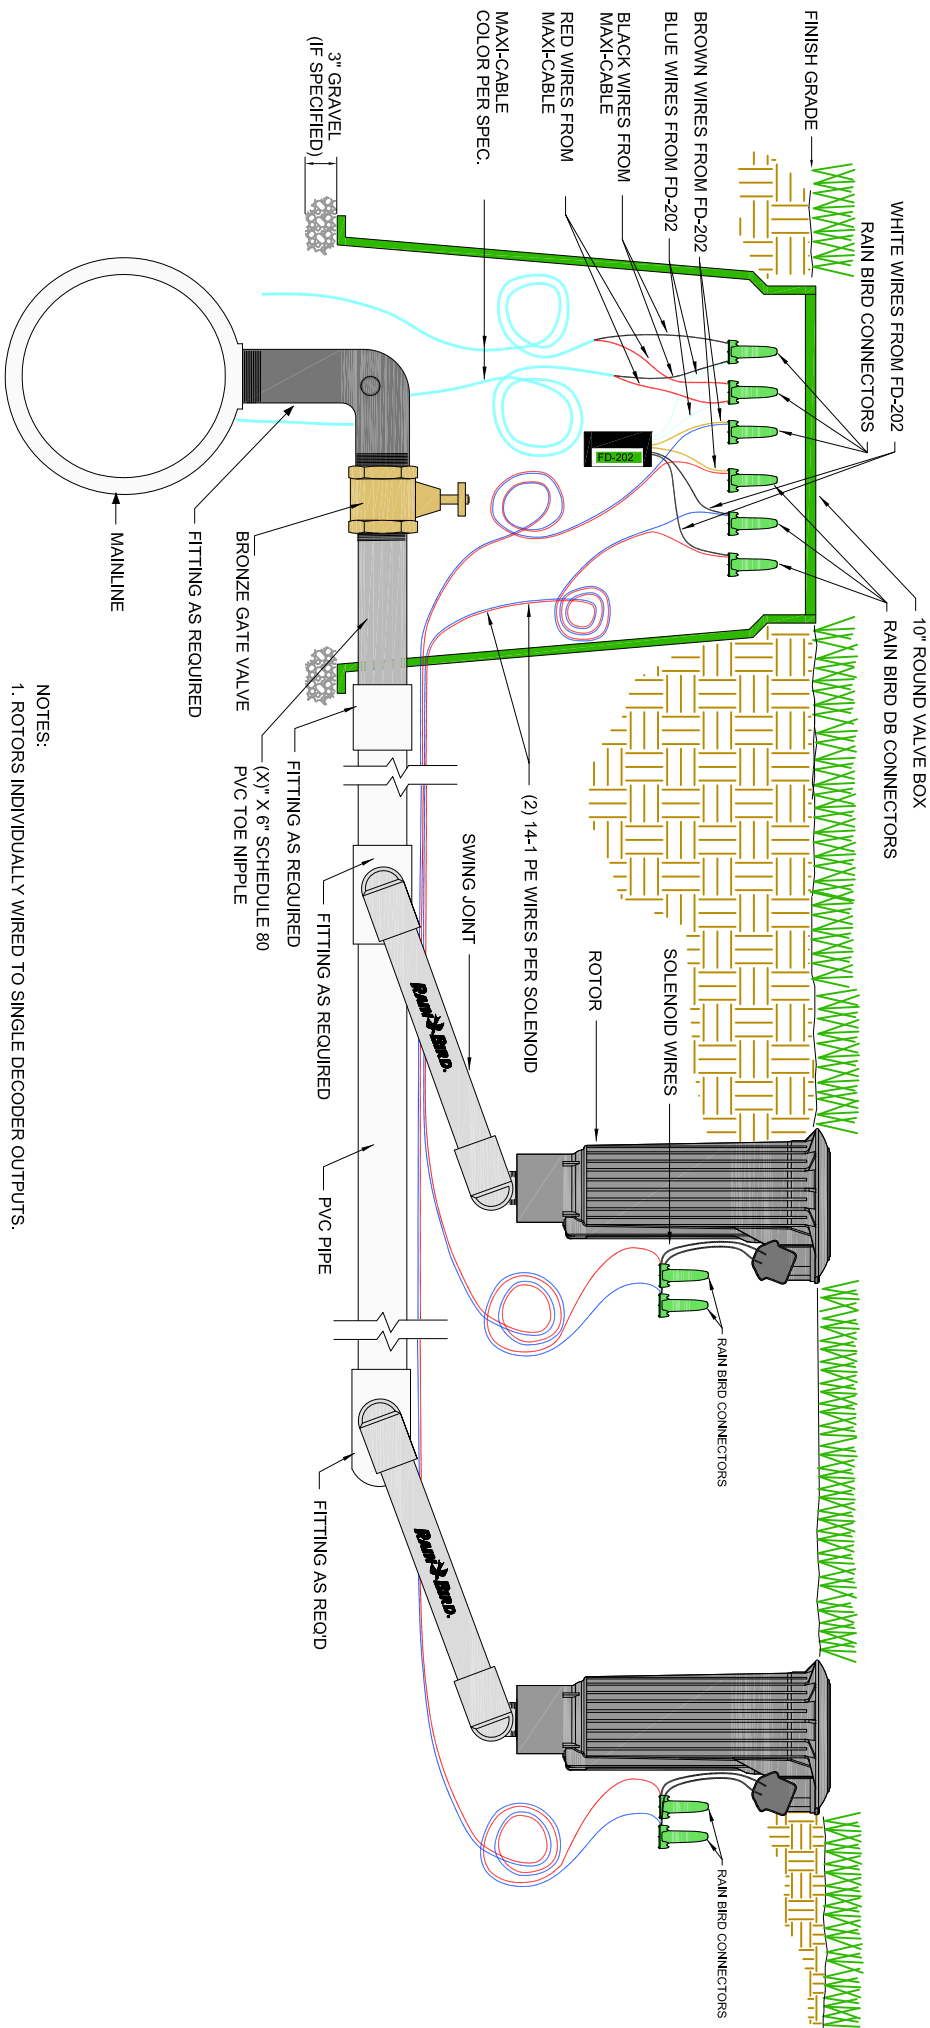 FINISH GRADE
WHITE WIRES FROM FD-202
RAIN BIRD CONNECTORS
BROWN WIRES FROM FD-202
BLUE WIRES FROM FD-202
BLACK WIRES FROM
MAXI-CABLE
RED WIRES FROM
MAXI-CABLE
MAXI-CABLE
COLOR PER SPEC.
3" GRAVEL
(IF SPECIFIED)
10" ROUND VALVE BOX
RAIN BIRD DB CONNECTORS
FD-202
(2) 14-1 PE WIRES PER SOLENOID
MAINLINE
FITTING AS REQUIRED
BRONZE GATE VALVE
(X)" X 6" SCHEDULE 80
PVC TOE NIPPLE
FITTING AS REQUIRED
FITTING AS REQUIRED
SWING JOINT
RAIN BIRD.
ROTOR
SOLENOID WIRES
RAIN BIRD CONNECTORS
PVC PIPE
FITTING AS REQ'D
RAIN BIRD.
RAIN BIRD CONNECTORS
NOTES:
1. ROTORS INDIVIDUALLY WIRED TO SINGLE DECODER OUTPUTS.